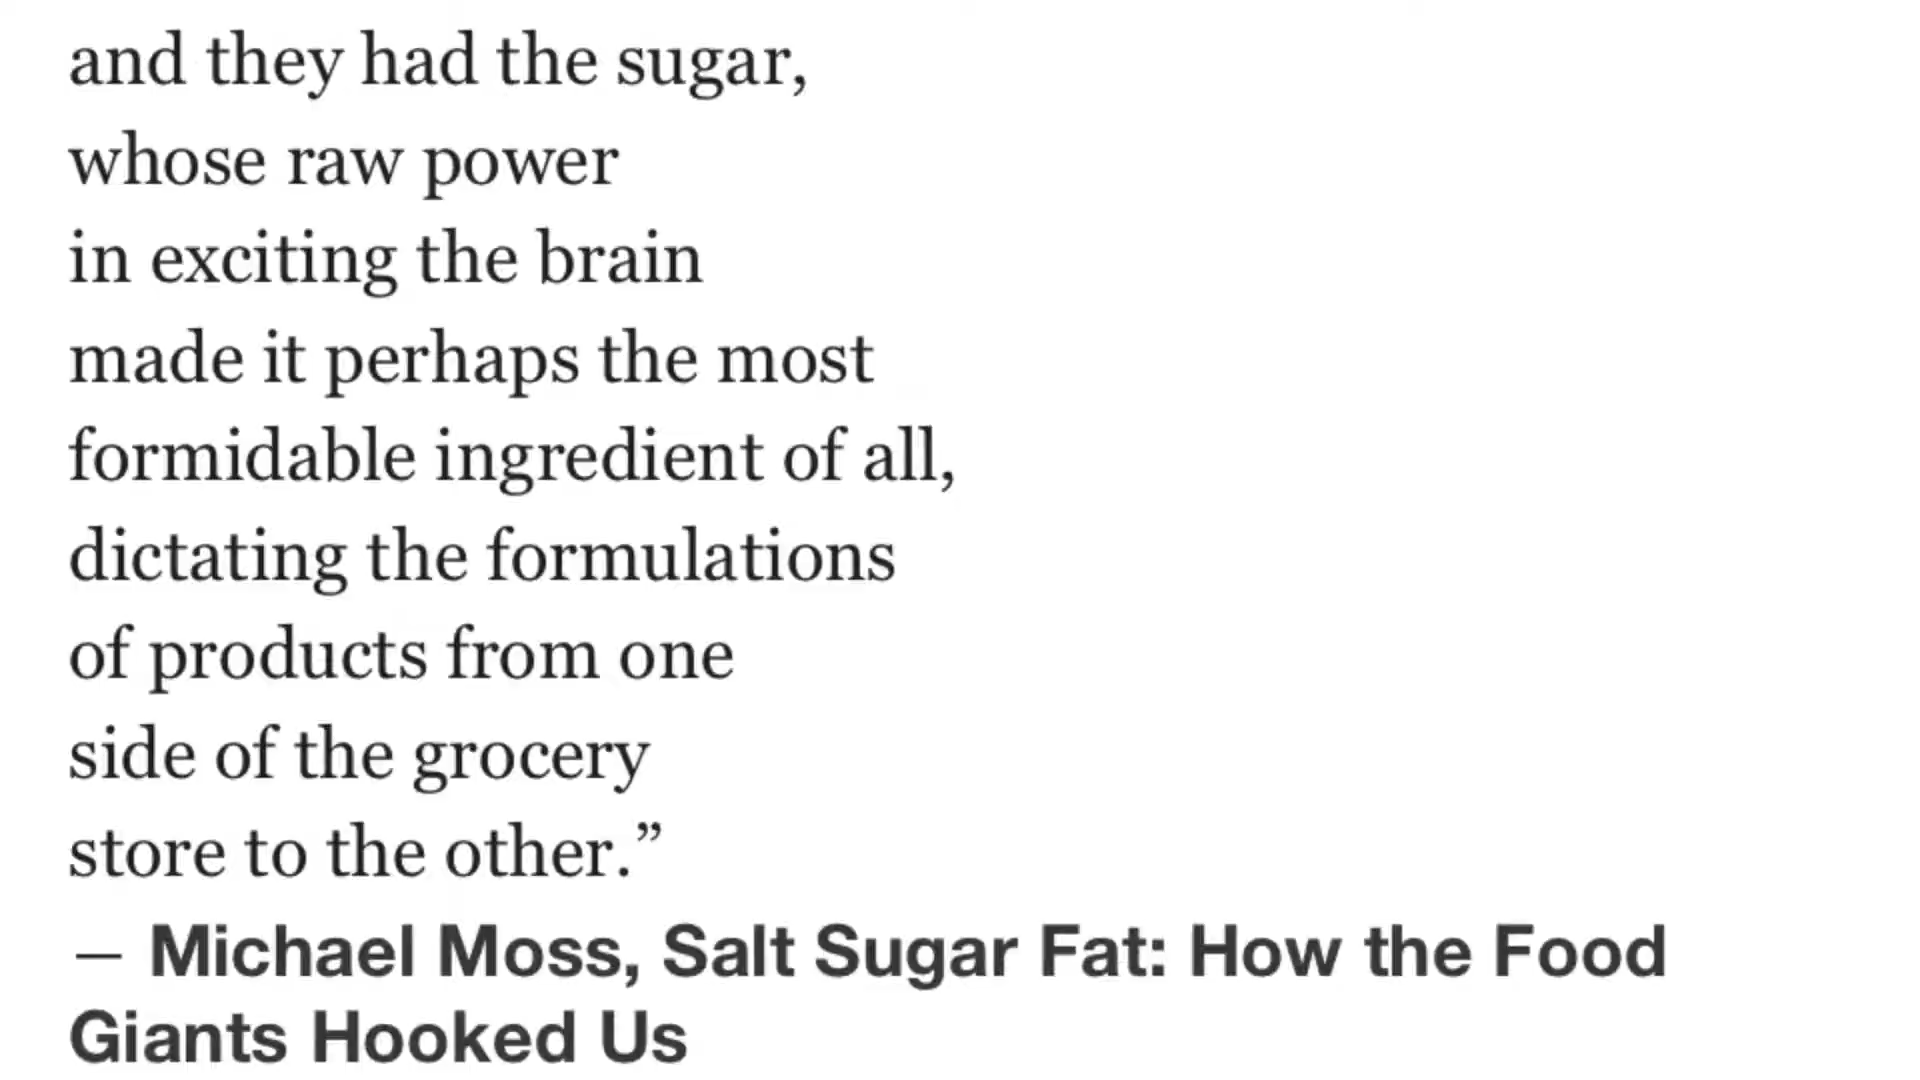 and they had the sugar,
whose raw power
in exciting the brain
made it perhaps the most
formidable ingredient of all,
dictating the formulations
of products from one
side of the grocery
store to the other.”
— Michael Moss, Salt Sugar Fat: How the Food
Giants Hooked Us